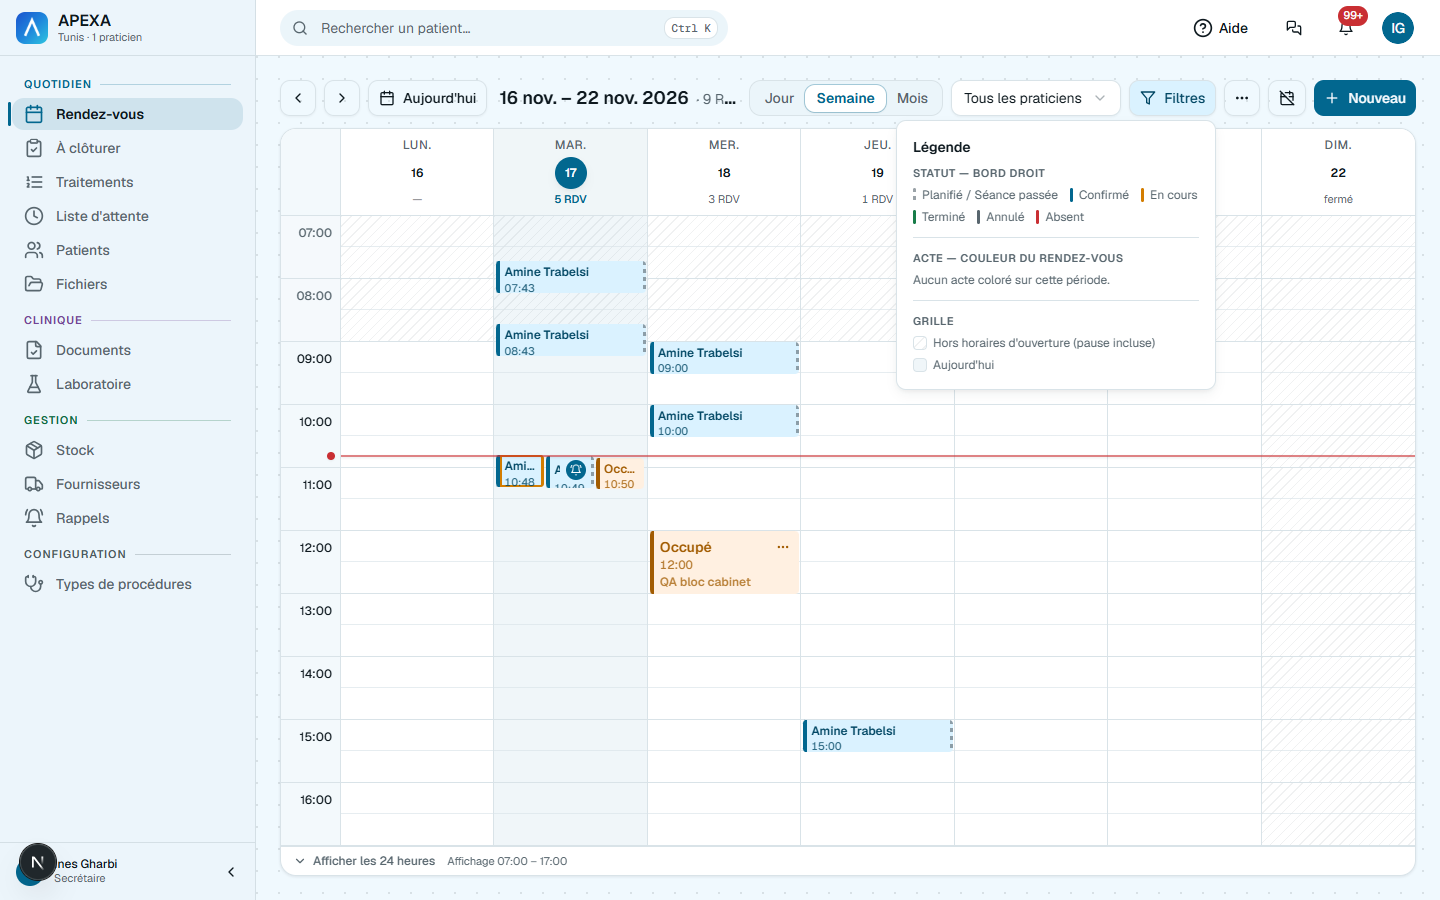 APEXA
Tunis · 1 praticien
Rechercher un patient…
Ctrl K
Aide
99+
IG
QUOTIDIEN
Rendez-vous
À clôturer
Traitements
Liste d'attente
Patients
Fichiers
CLINIQUE
Documents
Laboratoire
GESTION
Stock
Fournisseurs
Rappels
CONFIGURATION
Types de procédures
N
nes Gharbi
Secrétaire
Aujourd'hui
16 nov. – 22 nov. 2026 · 9 R…
Jour
Semaine
Mois
Tous les praticiens
Filtres
Nouveau
LUN.
16
—
MAR.
17
5 RDV
MER.
18
3 RDV
JEU.
19
1 RDV
DIM.
22
fermé
Légende
STATUT — BORD DROIT
Planifié / Séance passée
Confirmé
En cours
Terminé
Annulé
Absent
ACTE — COULEUR DU RENDEZ-VOUS
Aucun acte coloré sur cette période.
GRILLE
Hors horaires d'ouverture (pause incluse)
Aujourd'hui
07:00
08:00
09:00
10:00
11:00
12:00
13:00
14:00
15:00
16:00
Amine Trabelsi
07:43
Amine Trabelsi
08:43
Amine Trabelsi
09:00
Amine Trabelsi
10:00
Ami…
10:48
10:49
Occ…
10:50
Occupé
12:00
QA bloc cabinet
Amine Trabelsi
15:00
Afficher les 24 heures
Affichage 07:00 – 17:00